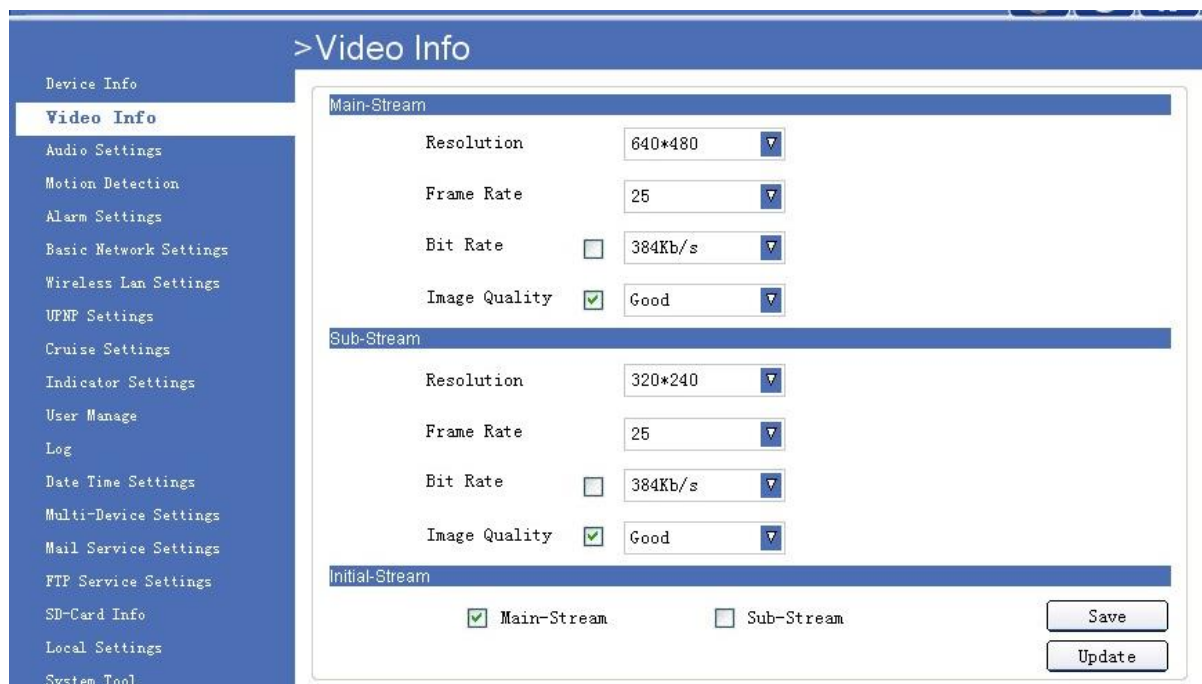 >Video Info
Device Info
Video Info
Audio Settings
Motion Detection
Alarm Settings
Basic Network Settings
Wireless Lan Settings
UPNP Settings
Cruise Settings
Indicator Settings
User Manage
Log
Date Time Settings
Multi-Device Settings
Mail Service Settings
FTP Service Settings
SD-Card Info
Local Settings
System Tool
Main-Stream
Resolution 640*480
Frame Rate 25
Bit Rate 384Kb/s
Image Quality Good
Sub-Stream
Resolution 320*240
Frame Rate 25
Bit Rate 384Kb/s
Image Quality Good
Initial-Stream
Main-Stream Sub-Stream Save
Update